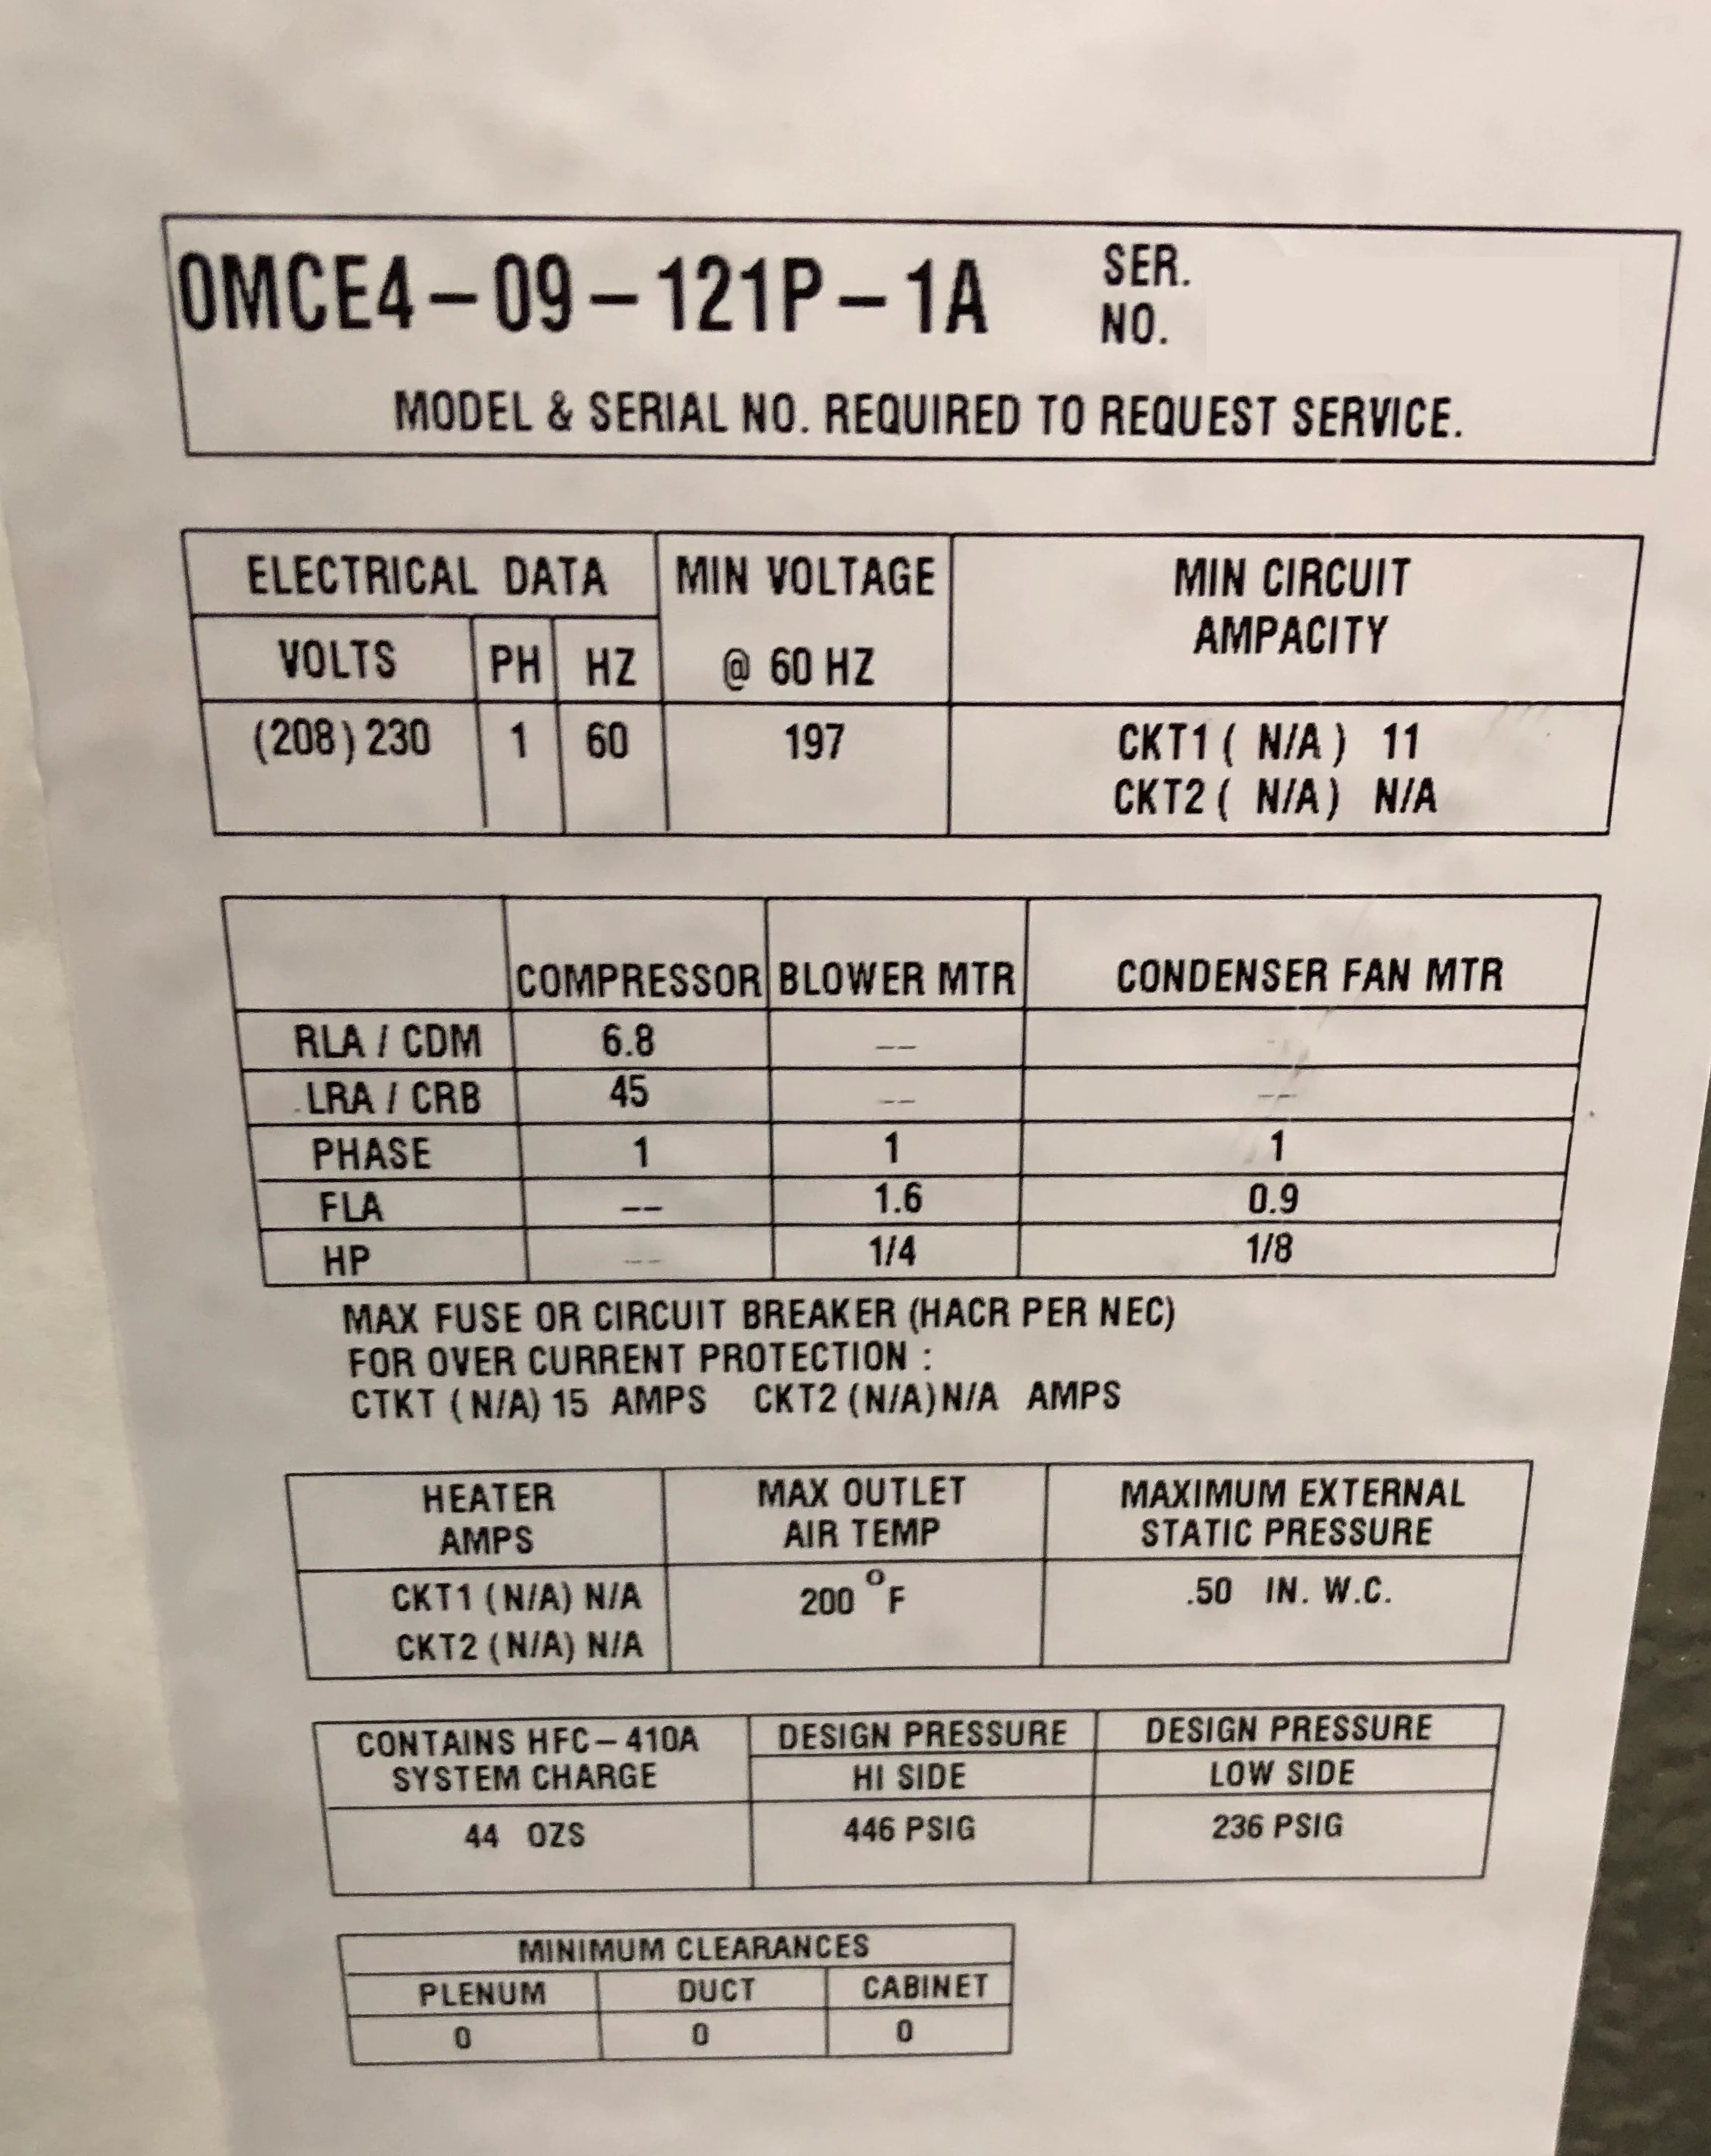 0MCE4-09-121P-1A SER. NO.
MODEL & SERIAL NO. REQUIRED TO REQUEST SERVICE.
ELECTRICAL DATA MIN VOLTAGE @ 60 HZ MIN CIRCUIT AMPACITY
VOLTS PH HZ
(208) 230 1 60 197 CKT1 ( N/A ) 11
CKT2 ( N/A ) N/A
COMPRESSOR BLOWER MTR CONDENSER FAN MTR
RLA / CDM 6.8 -- --
LRA / CRB 45 -- --
PHASE 1 1 1
FLA -- 1.6 0.9
HP -- 1/4 1/8
MAX FUSE OR CIRCUIT BREAKER (HACR PER NEC)
FOR OVER CURRENT PROTECTION :
CTKT (N/A) 15 AMPS CKT2 (N/A) N/A AMPS
HEATER MAX OUTLET MAXIMUM EXTERNAL
AMPS AIR TEMP STATIC PRESSURE
CKT1 (N/A) N/A 200 °F .50 IN. W.C.
CKT2 (N/A) N/A
CONTAINS HFC-410A DESIGN PRESSURE DESIGN PRESSURE
SYSTEM CHARGE HI SIDE LOW SIDE
44 OZS 446 PSIG 236 PSIG
MINIMUM CLEARANCES
PLENUM DUCT CABINET
0 0 0